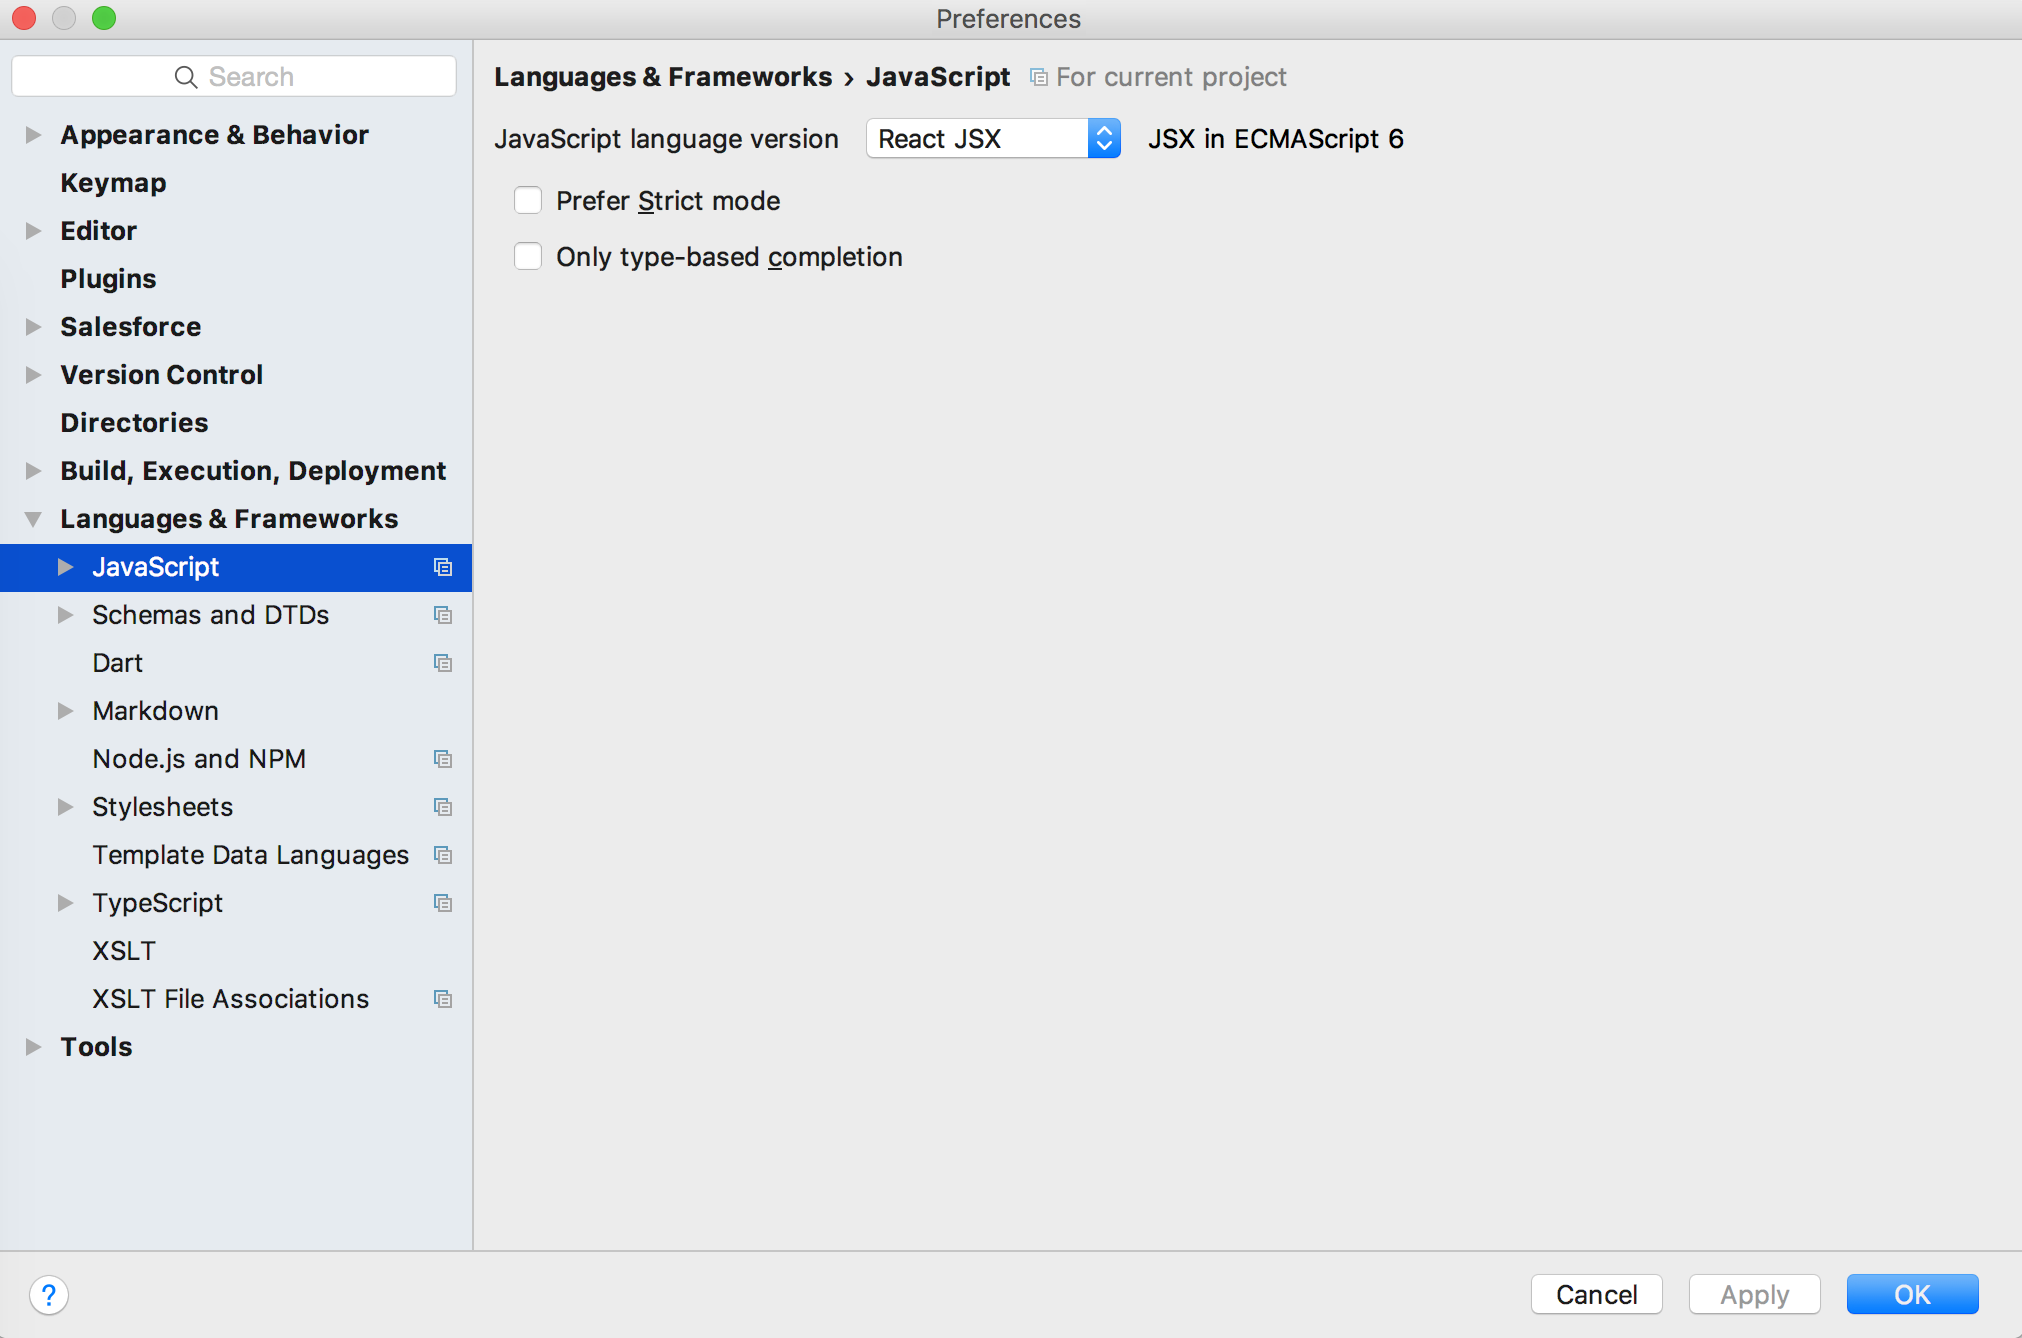 Preferences
Search
Appearance & Behavior
Keymap
Editor
Plugins
Salesforce
Version Control
Directories
Build, Execution, Deployment
Languages & Frameworks
JavaScript
Schemas and DTDs
Dart
Markdown
Node.js and NPM
Stylesheets
Template Data Languages
TypeScript
XSLT
XSLT File Associations
Tools
Languages & Frameworks › JavaScript For current project
JavaScript language version React JSX JSX in ECMAScript 6
Prefer Strict mode
Only type-based completion
? Cancel Apply OK